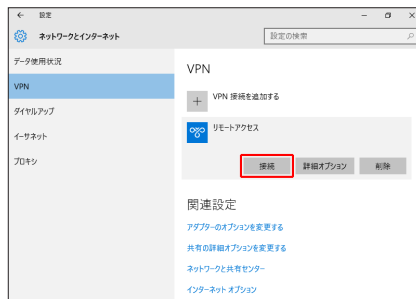 設定
ネットワークとインターネット
設定の検索
データ使用状況
VPN
ダイヤルアップ
イーサネット
プロキシ
VPN
VPN 接続を追加する
リモートアクセス
接続
詳細オプション
削除
関連設定
アダプターのオプションを変更する
共有の詳細オプションを変更する
ネットワークと共有センター
インターネット オプション